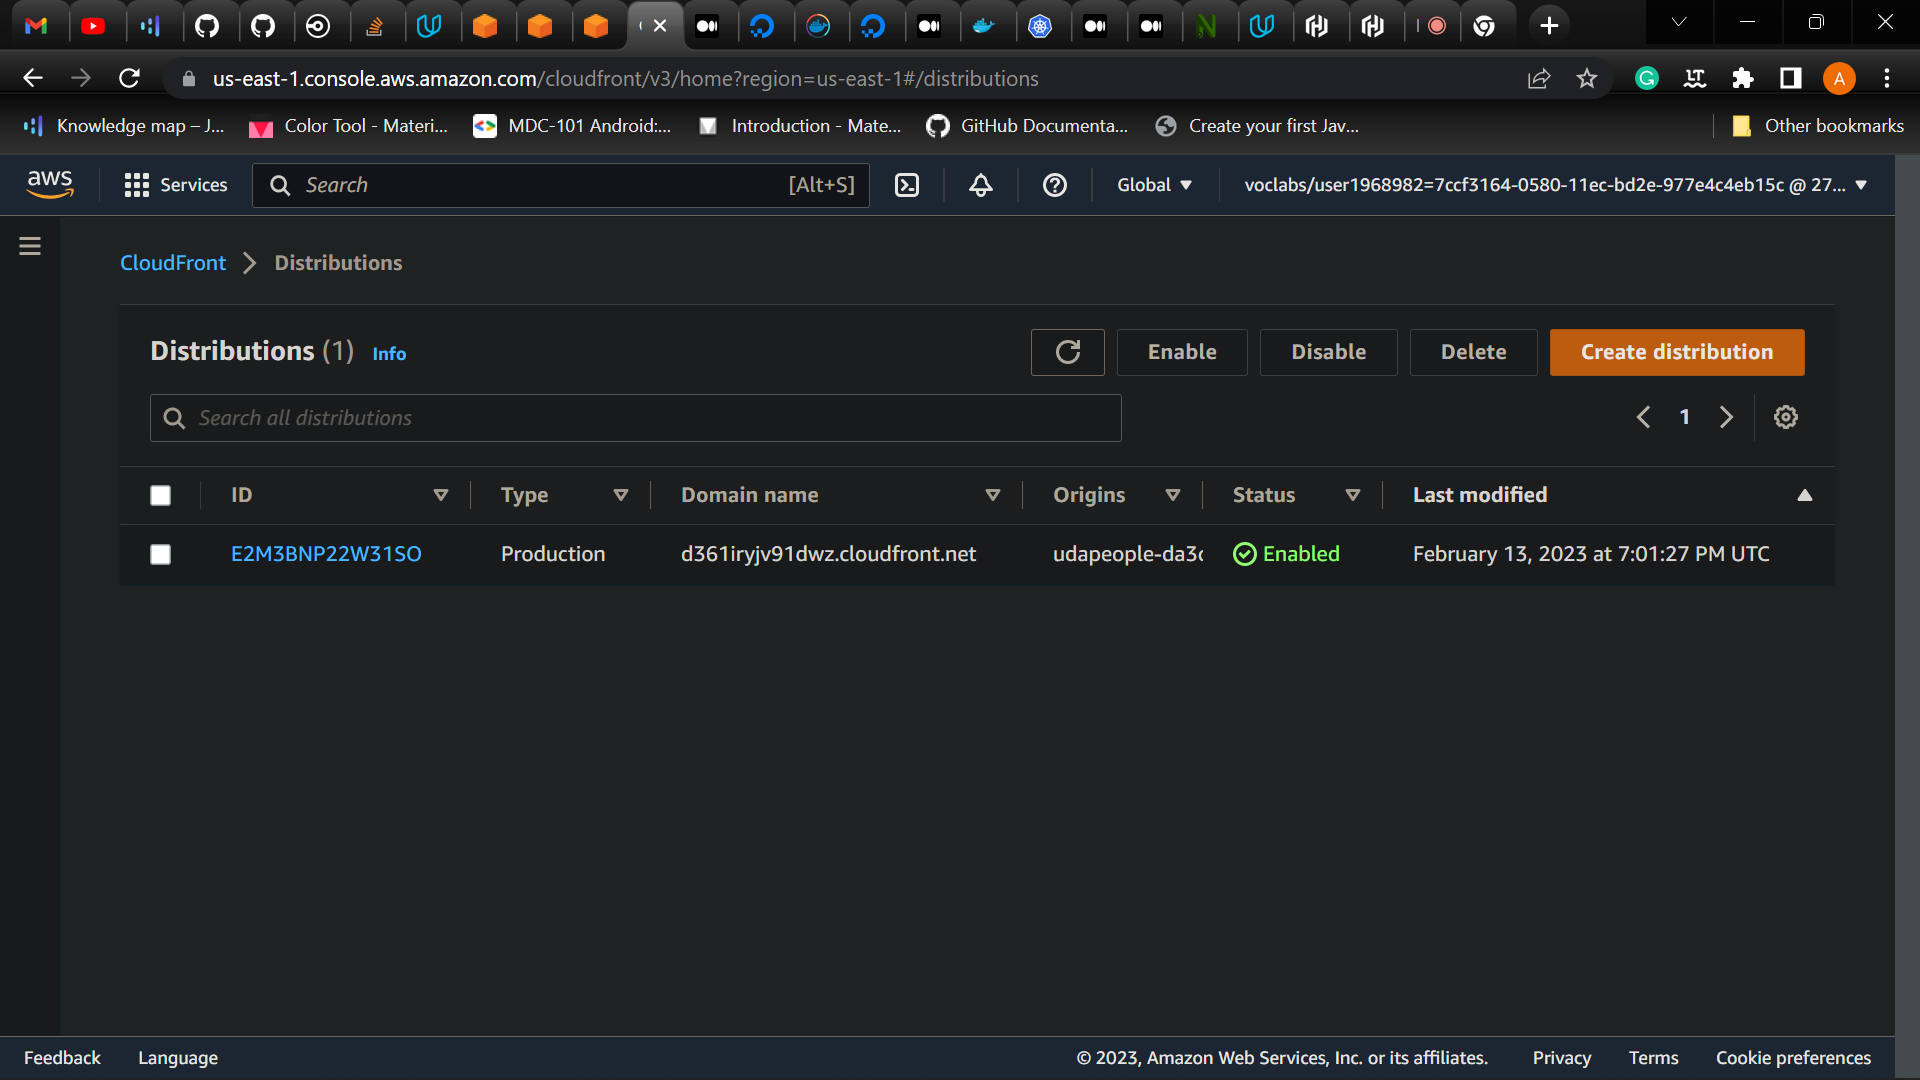 us-east-1.console.aws.amazon.com/cloudfront/v3/home?region=us-east-1#/distributions
A
Knowledge map – J...
Color Tool - Materi...
MDC-101 Android:...
Introduction - Mate...
GitHub Documenta...
Create your first Jav...
Other bookmarks
aws
Services
Search
[Alt+S]
Global
voclabs/user1968982=7ccf3164-0580-11ec-bd2e-977e4c4eb15c @ 27...
CloudFront
Distributions
Distributions (1)
Info
Enable
Disable
Delete
Create distribution
Search all distributions
1
ID
Type
Domain name
Origins
Status
Last modified
E2M3BNP22W31SO
Production
d361iryjv91dwz.cloudfront.net
udapeople-da3c
Enabled
February 13, 2023 at 7:01:27 PM UTC
Feedback
Language
© 2023, Amazon Web Services, Inc. or its affiliates.
Privacy
Terms
Cookie preferences